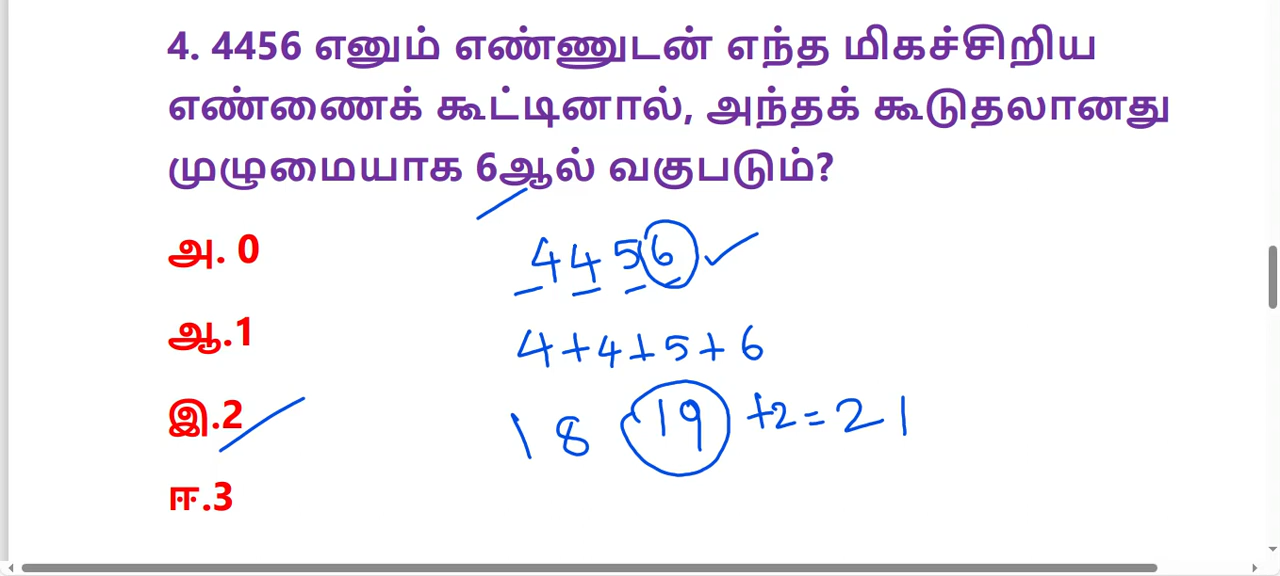 4. 4456 எனும் எண்ணுடன் எந்த மிகச்சிறிய
எண்ணைக் கூட்டினால், அந்தக் கூடுதலானது
முழுமையாக 6ஆல் வகுபடும்?
அ. 0
4456
ஆ.1
4+4+5+6
இ.2
18 19 +2=21
ஈ.3